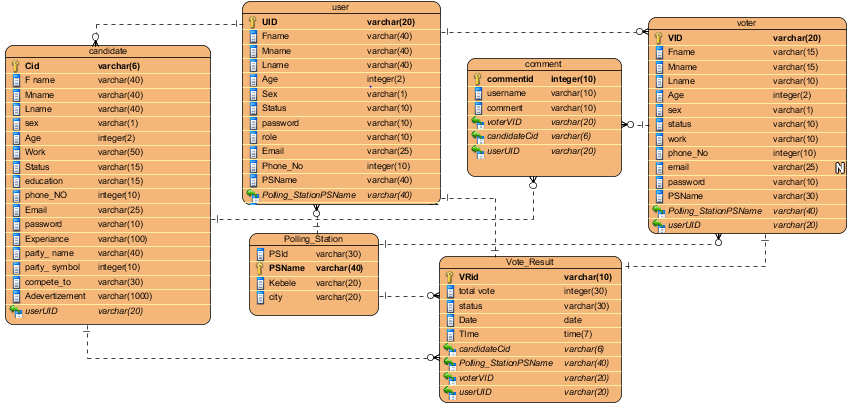 user
UID varchar(20)
Fname varchar(40)
Mname varchar(40)
Lname varchar(40)
Age integer(2)
Sex varchar(1)
Status varchar(10)
password varchar(10)
role varchar(10)
Email varchar(25)
Phone_No integer(10)
PSName varchar(40)
Polling_StationPSName varchar(40)
voter
VID varchar(20)
Fname varchar(15)
Mname varchar(15)
Lname varchar(10)
Age integer(2)
sex varchar(1)
status varchar(10)
work varchar(10)
phone_No integer(10)
email varchar(25)
password varchar(10)
PSName varchar(30)
Polling_StationPSName varchar(40)
userUID varchar(20)
candidate
Cid varchar(6)
F name varchar(40)
Mname varchar(40)
Lname varchar(40)
sex varchar(1)
Age integer(2)
Work varchar(50)
Status varchar(15)
education varchar(15)
phone_NO integer(10)
Email varchar(25)
password varchar(10)
Experiance varchar(100)
party_ name varchar(40)
party_ symbol integer(10)
compete_to varchar(30)
Adevertizement varchar(1000)
userUID varchar(20)
comment
commentid integer(10)
username varchar(10)
comment varchar(10)
voterVID varchar(20)
candidateCid varchar(6)
userUID varchar(20)
Polling_Station
PSId varchar(30)
PSName varchar(40)
Kebele varchar(20)
city varchar(20)
Vote_Result
VRid varchar(10)
total vote integer(30)
status varchar(30)
Date date
TIme time(7)
candidateCid varchar(6)
Polling_StationPSName varchar(40)
voterVID varchar(20)
userUID varchar(20)
N